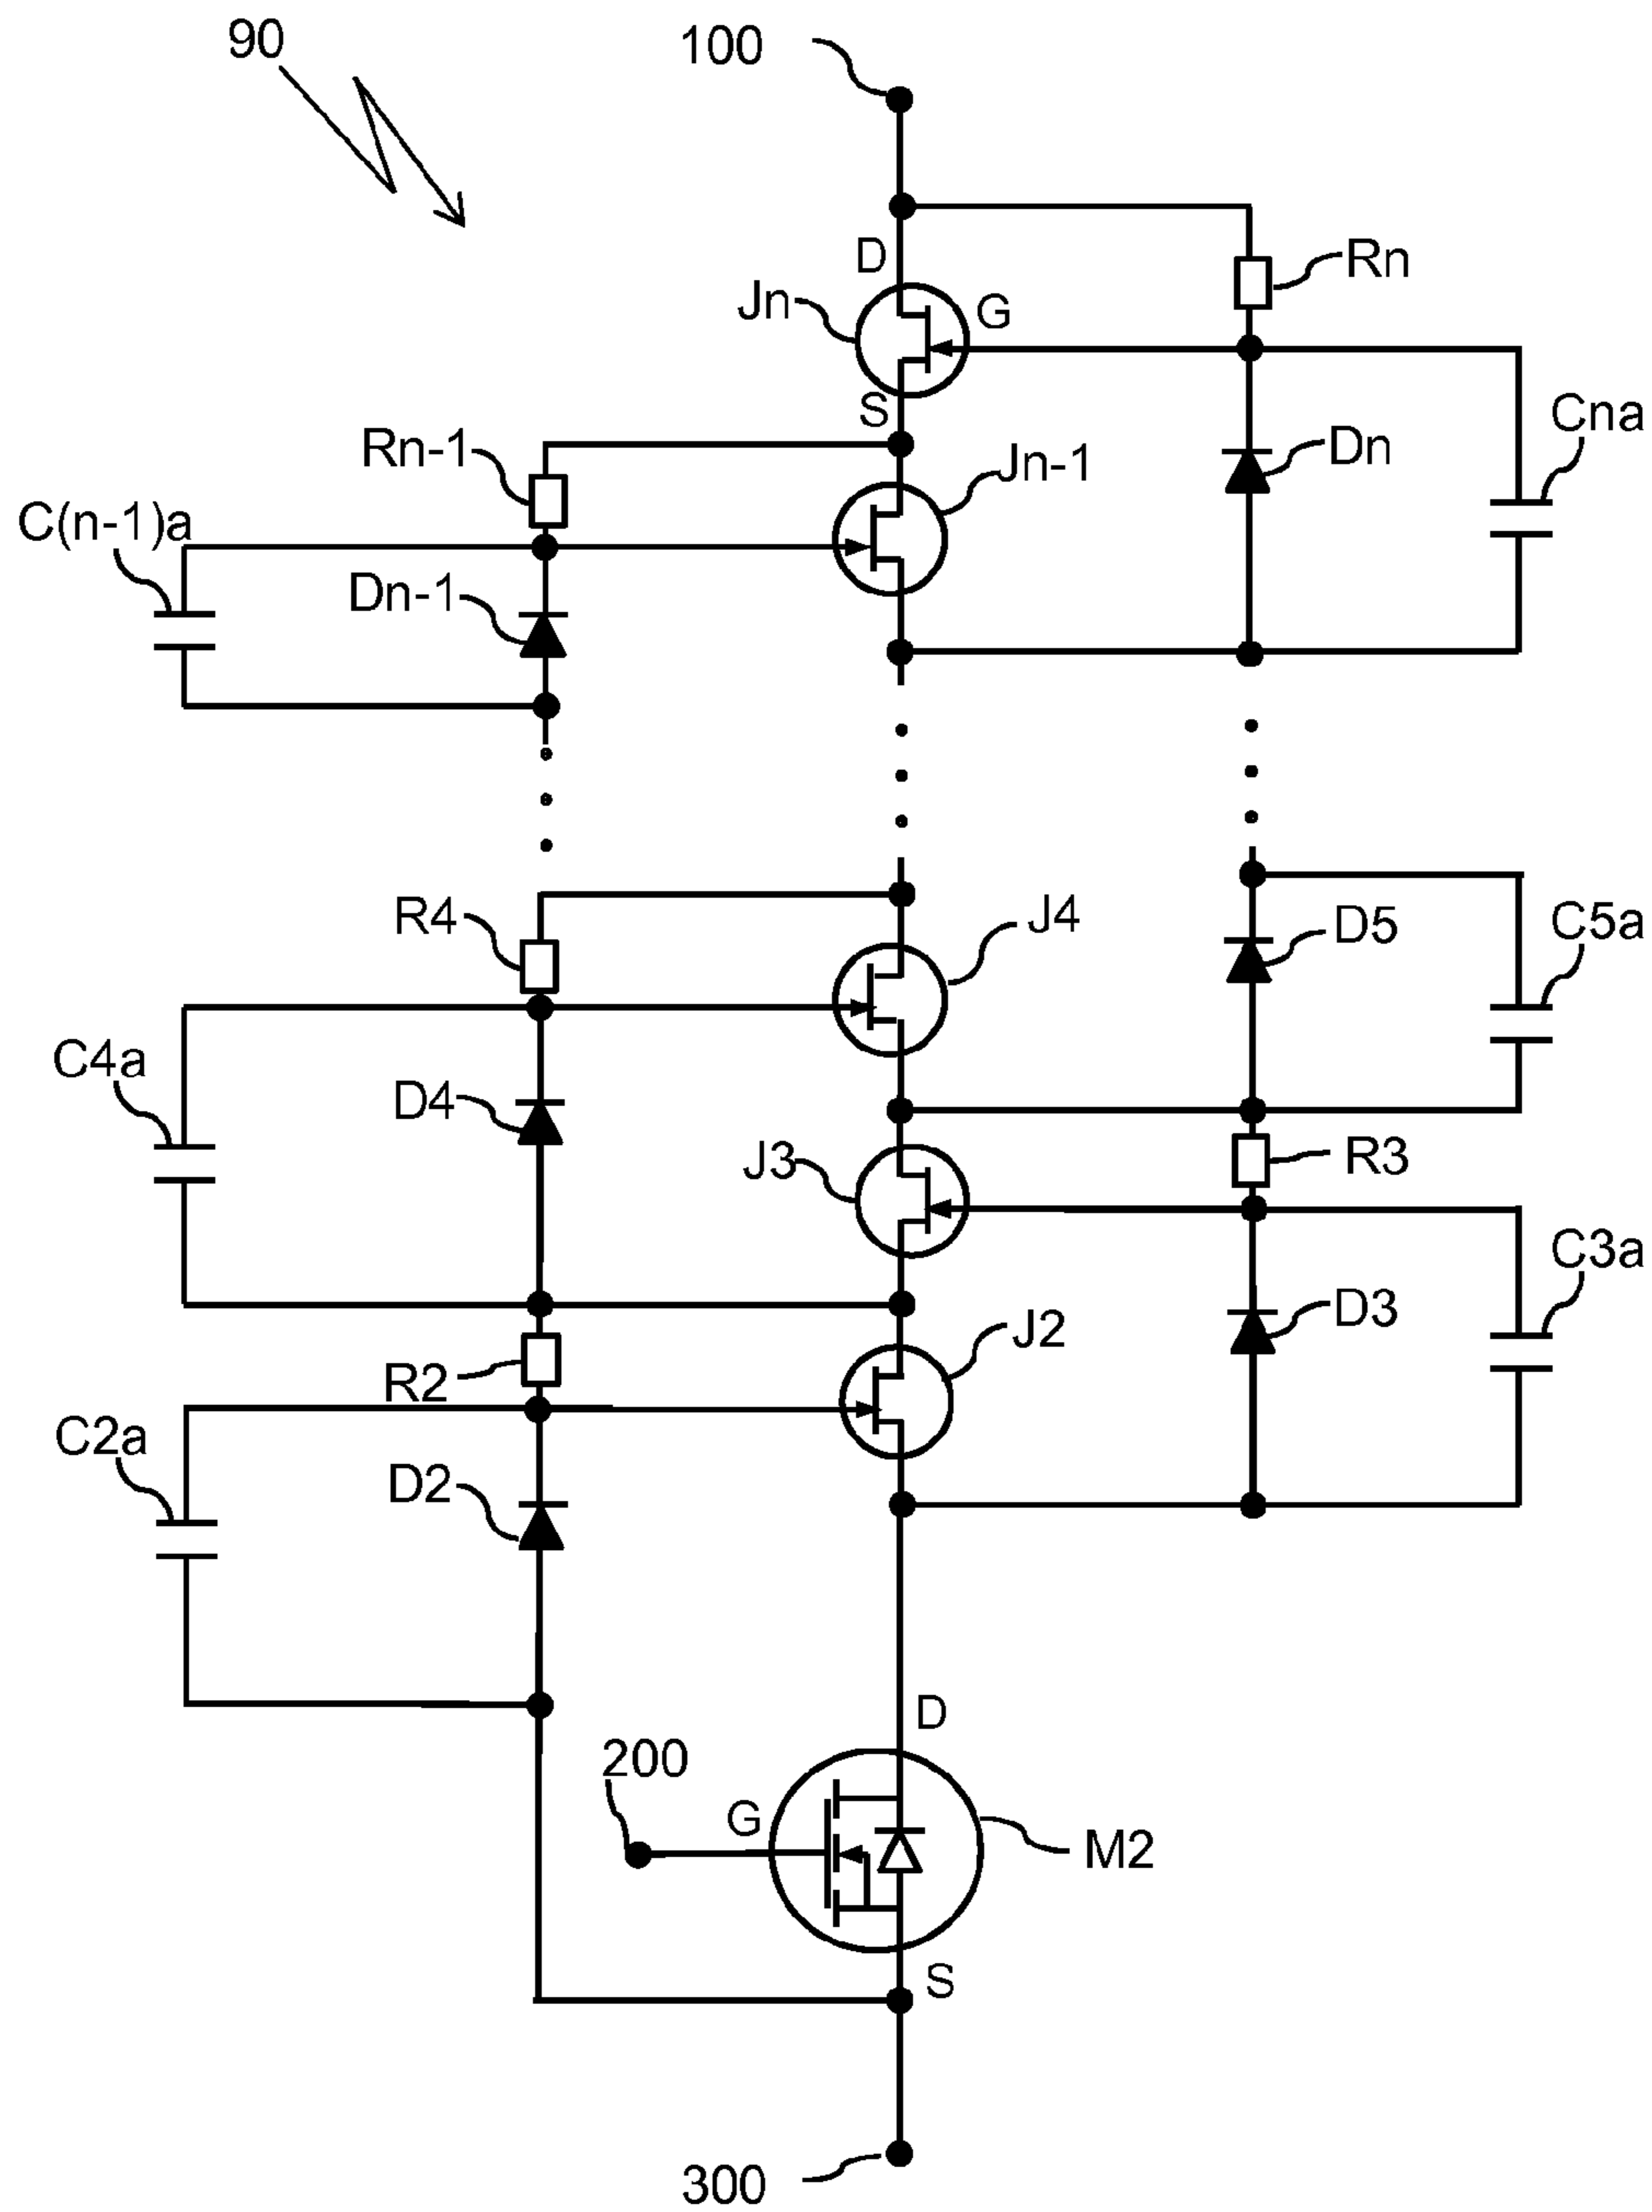 90
100
D
Rn
Jn
G
S
Cna
Rn-1
Jn-1
Dn
C(n-1)a
Dn-1
R4
J4
D5
C5a
C4a
D4
J3
R3
C3a
J2
D3
R2
C2a
D2
D
200
G
M2
S
300